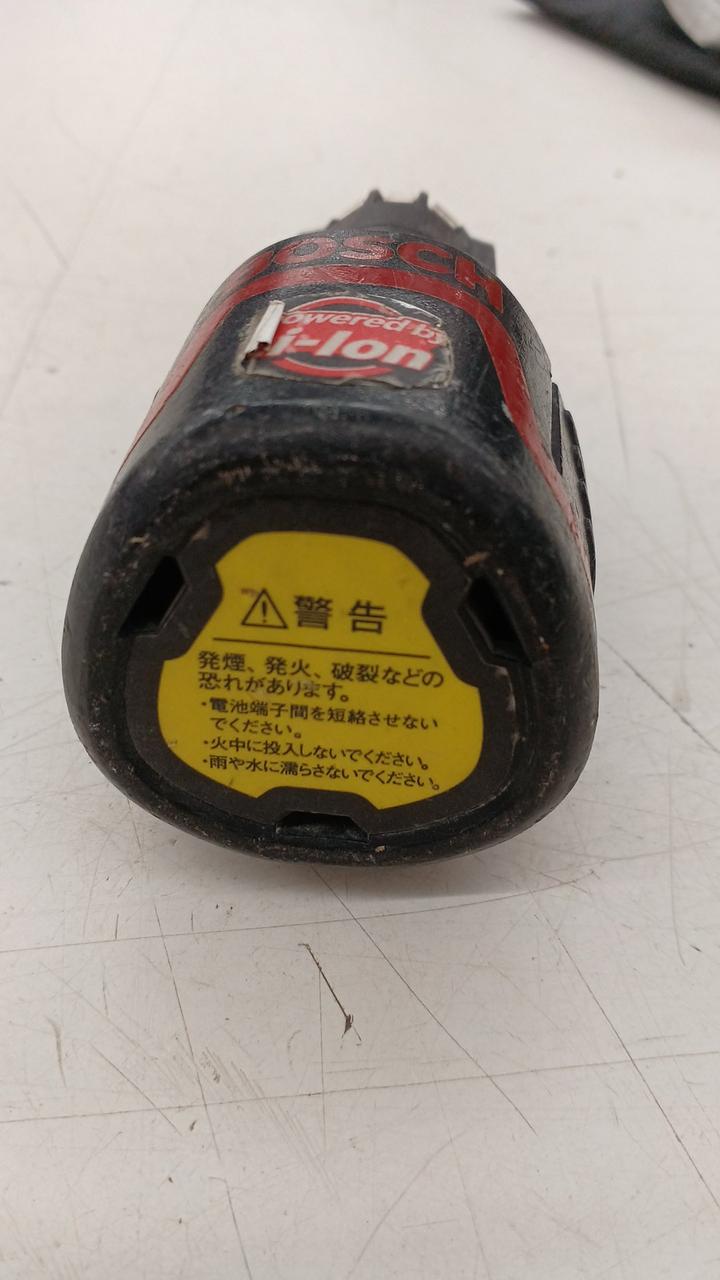 BOSCH
powered by
i-Ion
警告
発煙、発火、破裂などの
恐れがあります。
・電池端子間を短絡させない
でください。
・火中に投入しないでください。
・雨や水に濡らさないでください。